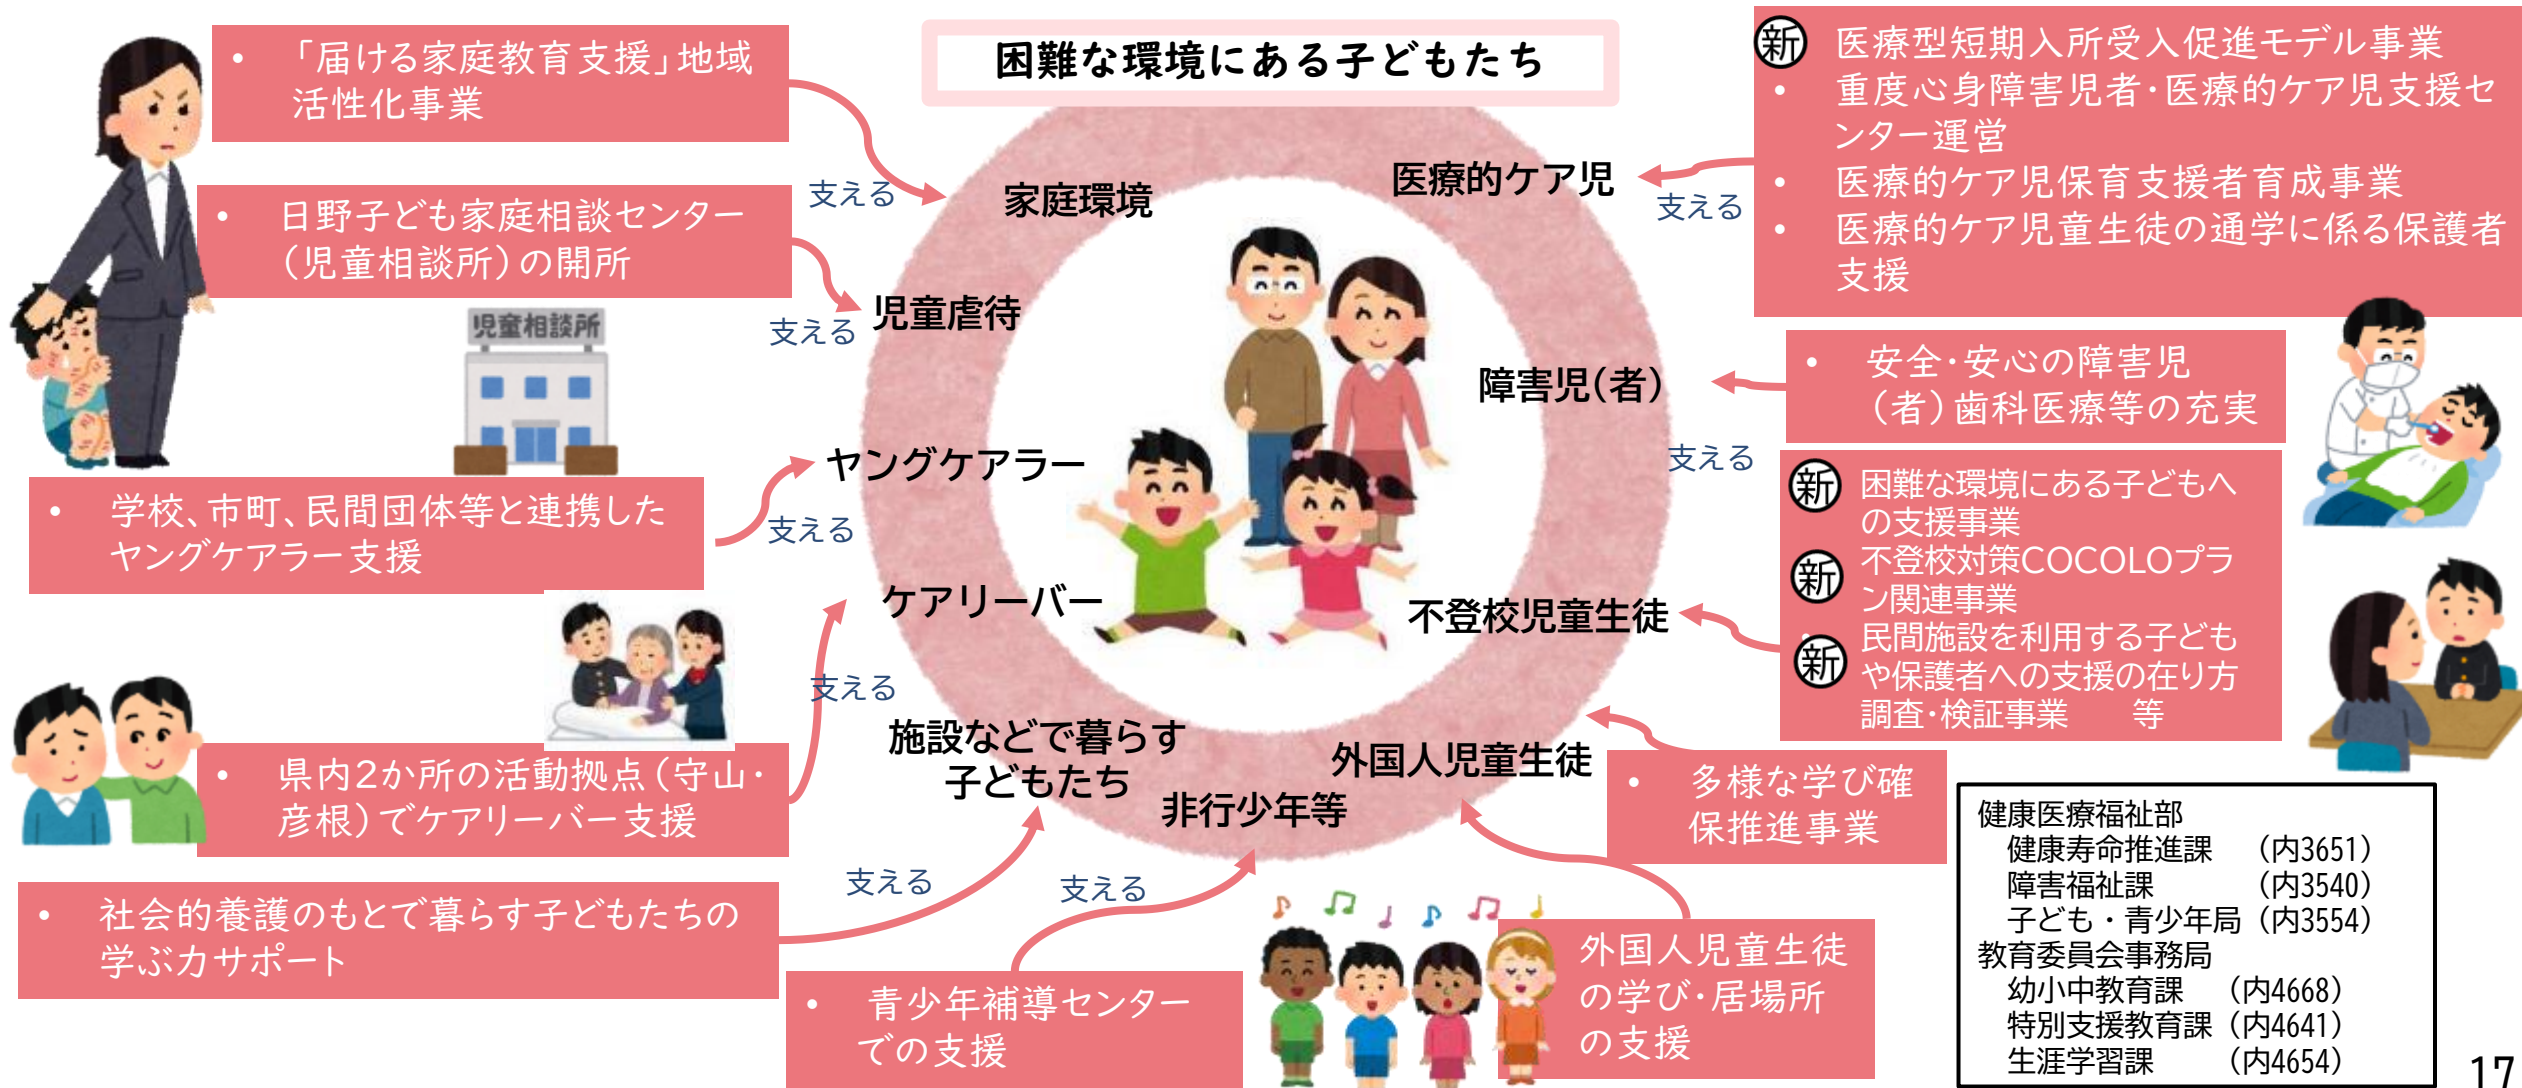 困難な環境にある子どもたち
• 「届ける家庭教育支援」地域
活性化事業
支える
家庭環境
• 日野子ども家庭相談センター
(児童相談所)の開所
支える
児童虐待
児童相談所
• 学校、市町、民間団体等と連携した
ヤングケアラー支援
支える
ヤングケアラー
• 県内2か所の活動拠点(守山・
彦根)でケアリーバー支援
支える
ケアリーバー
• 社会的養護のもとで暮らす子どもたちの
学ぶ力サポート
支える
施設などで暮らす
子どもたち
• 青少年補導センター
での支援
支える
非行少年等
新 医療型短期入所受入促進モデル事業
• 重度心身障害児者・医療的ケア児支援セ
ンター運営
• 医療的ケア児保育支援者育成事業
• 医療的ケア児童生徒の通学に係る保護者
支援
支える
医療的ケア児
• 安全・安心の障害児
(者)歯科医療等の充実
支える
障害児(者)
新 困難な環境にある子どもへ
の支援事業
新 不登校対策COCOLOプラ
ン関連事業
新 民間施設を利用する子ども
や保護者への支援の在り方
調査・検証事業 等
不登校児童生徒
• 多様な学び確
保推進事業
外国人児童生徒
外国人児童生徒
の学び・居場所
の支援
健康医療福祉部
健康寿命推進課 (内3651)
障害福祉課 (内3540)
子ども・青少年局(内3554)
教育委員会事務局
幼小中教育課 (内4668)
特別支援教育課(内4641)
生涯学習課 (内4654)
17